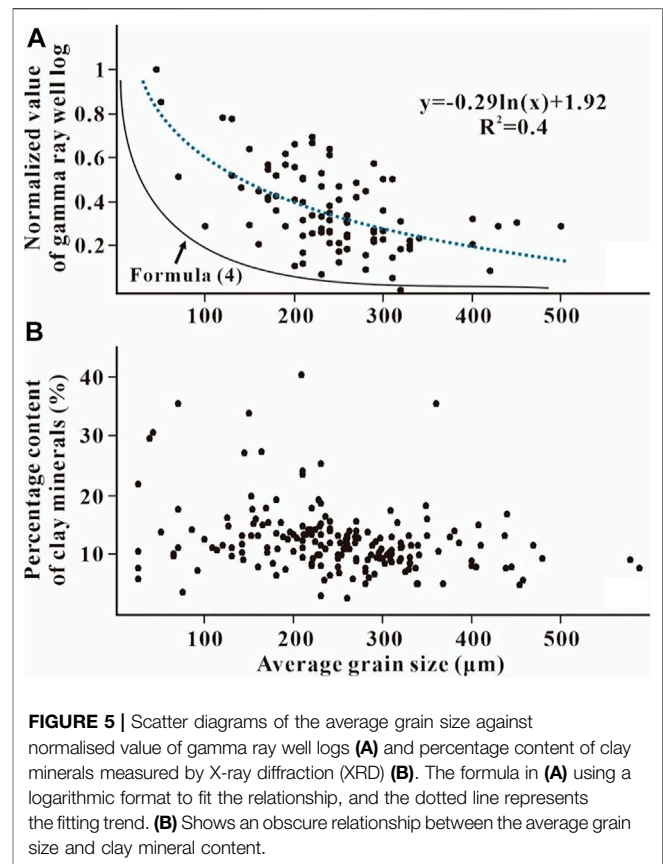 A
Normalized value
of gamma ray well log
1
0.8
0.6
0.4
0.2
y=-0.29ln(x)+1.92
R²=0.4
Formula (4)
100 200 300 400 500
B
Percentage content
of clay minerals (%)
40
30
20
10
100 200 300 400 500
Average grain size (μm)
FIGURE 5 | Scatter diagrams of the average grain size against
normalised value of gamma ray well logs (A) and percentage content of clay
minerals measured by X-ray diffraction (XRD) (B). The formula in (A) using a
logarithmic format to fit the relationship, and the dotted line represents
the fitting trend. (B) Shows an obscure relationship between the average grain
size and clay mineral content.